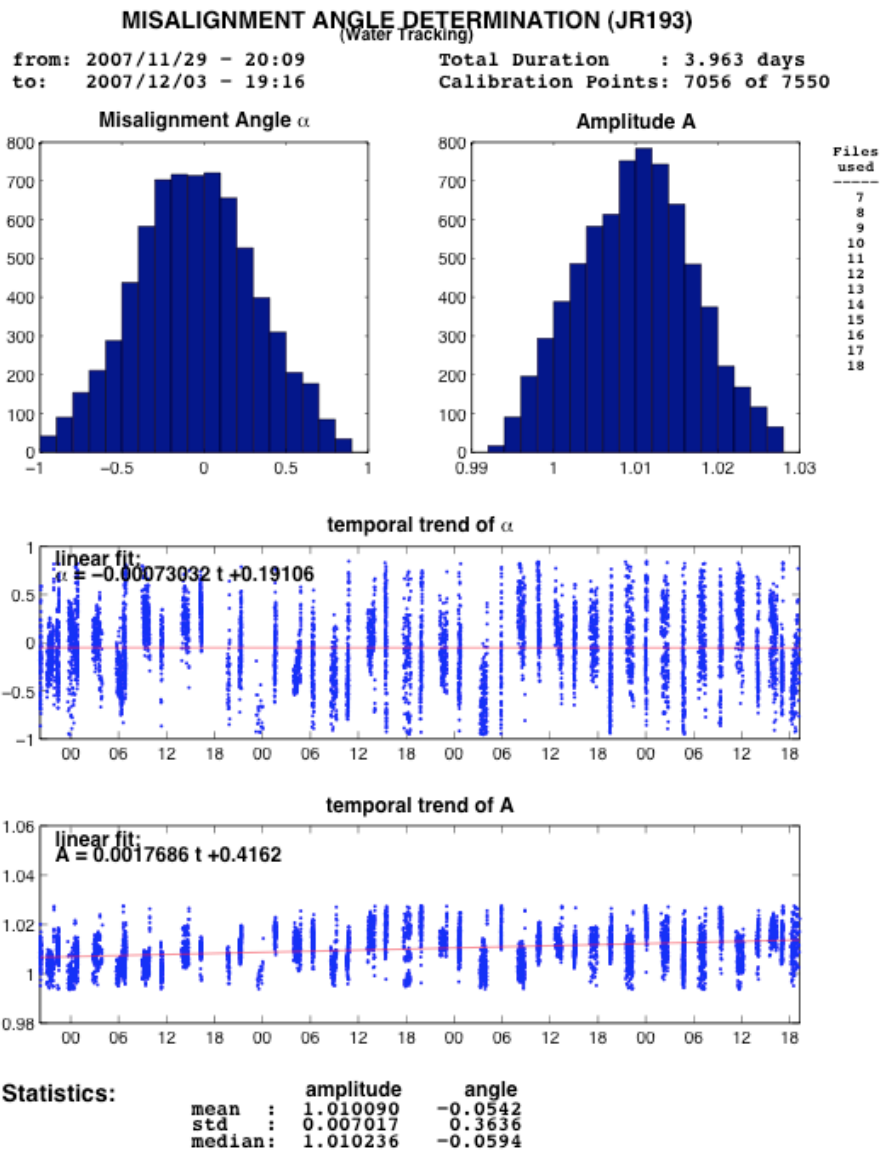 MISALIGNMENT ANGLE DETERMINATION (JR193)
(Water Tracking)
from: 2007/11/29 - 20:09 Total Duration : 3.963 days
to: 2007/12/03 - 19:16 Calibration Points: 7056 of 7550
Misalignment Angle α
800
700
600
500
400
300
200
100
0
−1 −0.5 0 0.5 1
Amplitude A
800
700
600
500
400
300
200
100
0
0.99 1 1.01 1.02 1.03
Files
used
-----
7
8
9
10
11
12
13
14
15
16
17
18
temporal trend of α
linear fit:
α = −0.00073032 t +0.19106
1
0.5
0
−0.5
−1
00 06 12 18 00 06 12 18 00 06 12 18 00 06 12 18
temporal trend of A
linear fit:
A = 0.0017686 t +0.4162
1.06
1.04
1.02
1
0.98
00 06 12 18 00 06 12 18 00 06 12 18 00 06 12 18
Statistics: amplitude angle
mean : 1.010090 −0.0542
std : 0.007017 0.3636
median: 1.010236 −0.0594